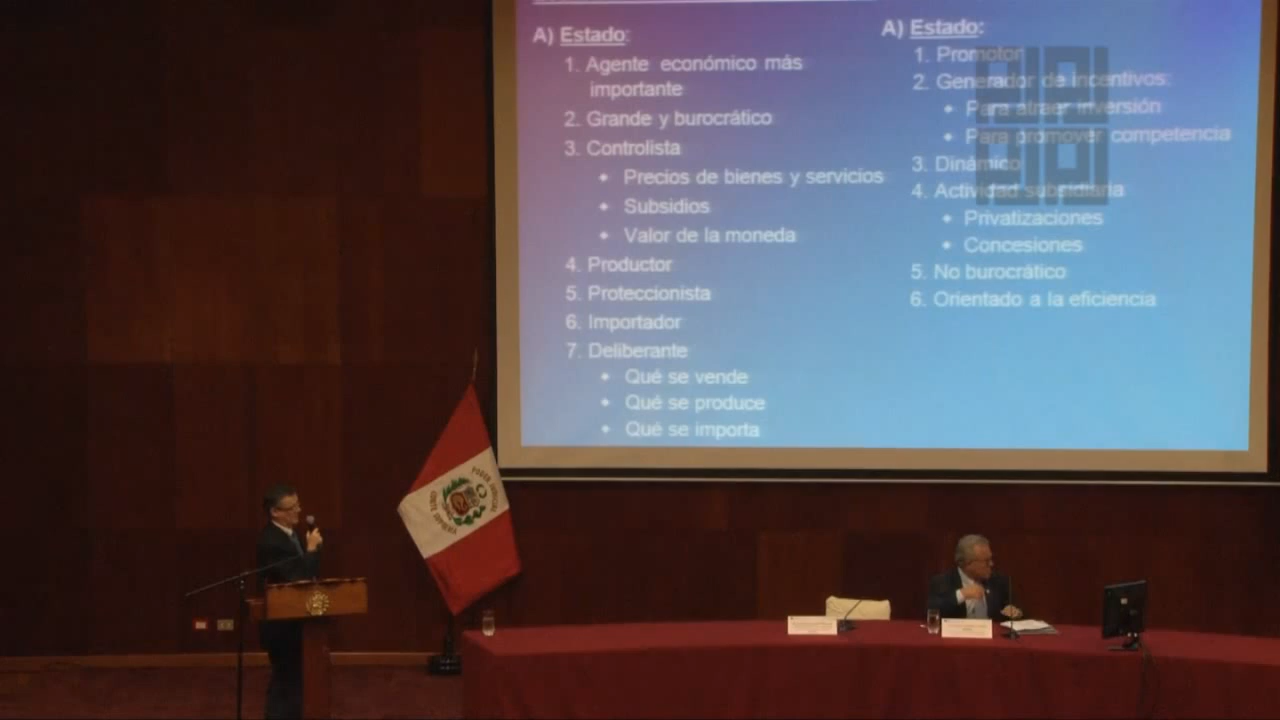 A) Estado:
1. Agente económico más
importante
2. Grande y burocrático
3. Controlista
• Precios de bienes y servicios
• Subsidios
• Valor de la moneda
4. Productor
5. Proteccionista
6. Importador
7. Deliberante
• Qué se vende
• Qué se produce
• Qué se importa
A) Estado:
1. Promotor
2. Generador de incentivos:
• Para atraer inversión
• Para promover competencia
3. Dinámico
4. Actividad subsidiaria
• Privatizaciones
• Concesiones
5. No burocrático
6. Orientado a la eficiencia